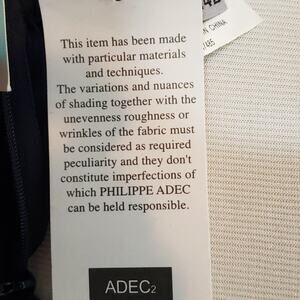 CHINA
This item has been made
with particular materials
and techniques.
The variations and nuances
of shading together with the
unevenness roughness or
wrinkles of the fabric must
be considered as required
peculiarity and they don't
constitute imperfections of
which PHILIPPE ADEC
can be held responsible.
ADEC2